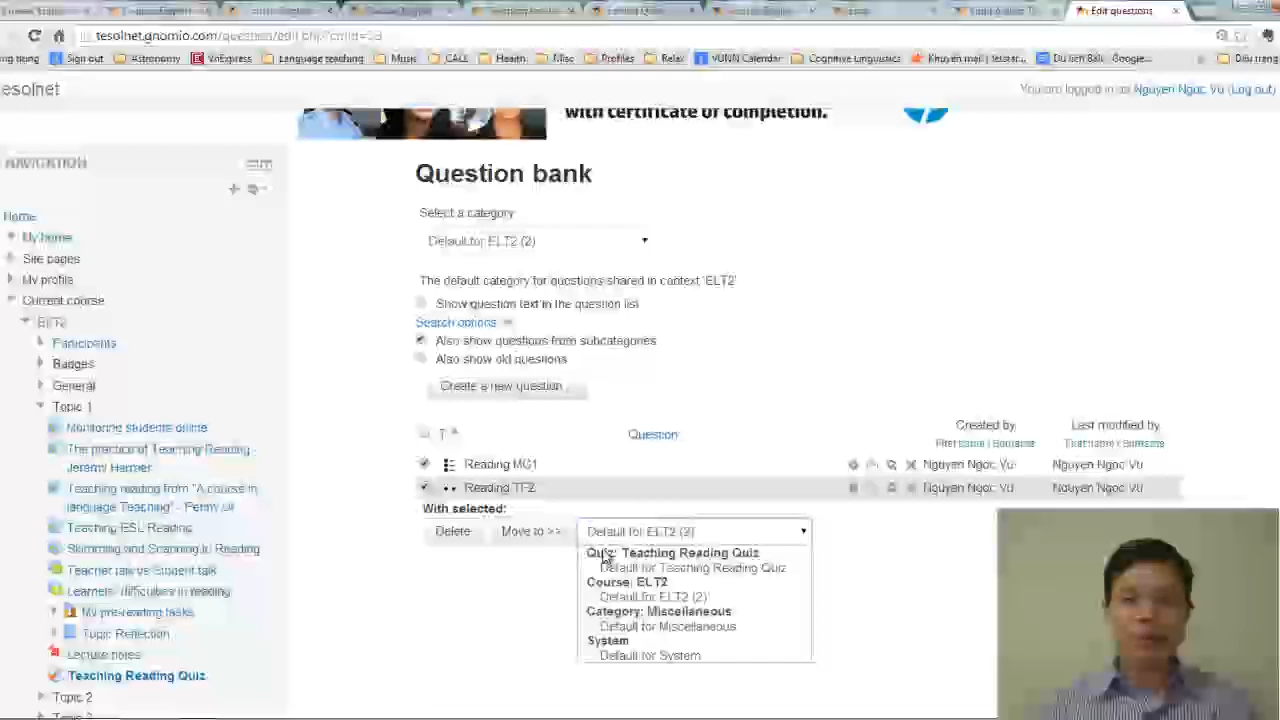 Edit questions
tesolnet.gnomio.com/question/edit.php?cmid=
Sign out Astronomy VnExpress Language teaching Music CALL Health Misc Profiles Relax VUNN Calendar Cognitive Linguistics
esolnet
You are logged in as Nguyen Ngoc Vu (Log out)
with certificate of completion.
NAVIGATION
Question bank
Home
Select a category
My home
Default for ELT2 (2)
Site pages
My profile
The default category for questions shared in context 'ELT2'
Current course
Show question text in the question list
ELT2
Search options
Participants
Also show questions from subcategories
Badges
Also show old questions
General
Create a new question ...
Topic 1
Monitoring students online
T Question
Created by
First name / Surname
Last modified by
First name / Surname
The practice of Teaching Reading -
Jeremy Harmer
Reading MC1 Nguyen Ngoc Vu Nguyen Ngoc Vu
Teaching reading from "A course in
language Teaching" - Penny Ur
Reading TF2 Nguyen Ngoc Vu Nguyen Ngoc Vu
With selected:
Teaching ESL Reading
Delete Move to >> Default for ELT2 (2)
Skimming and Scanning in Reading
Quiz: Teaching Reading Quiz
Teacher talk vs Student talk
Default for Teaching Reading Quiz
Learners' difficulties in reading
Course: ELT2
My pre-reading tasks
Default for ELT2 (2)
Category: Miscellaneous
Topic Reflection
Default for Miscellaneous
Lecture notes
System
Teaching Reading Quiz
Default for System
Topic 2